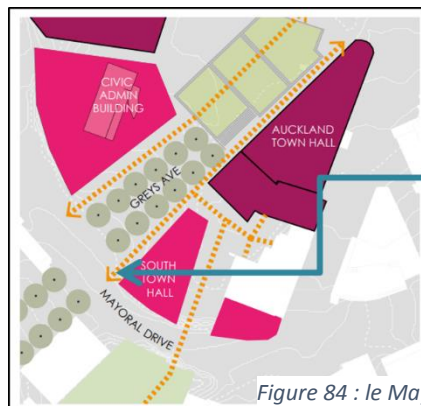 CIVIC
ADMIN
BUILDING
AUCKLAND
TOWN HALL
GREYS AVE
SOUTH
TOWN
HALL
MAYORAL DRIVE
Figure 84 : le Ma